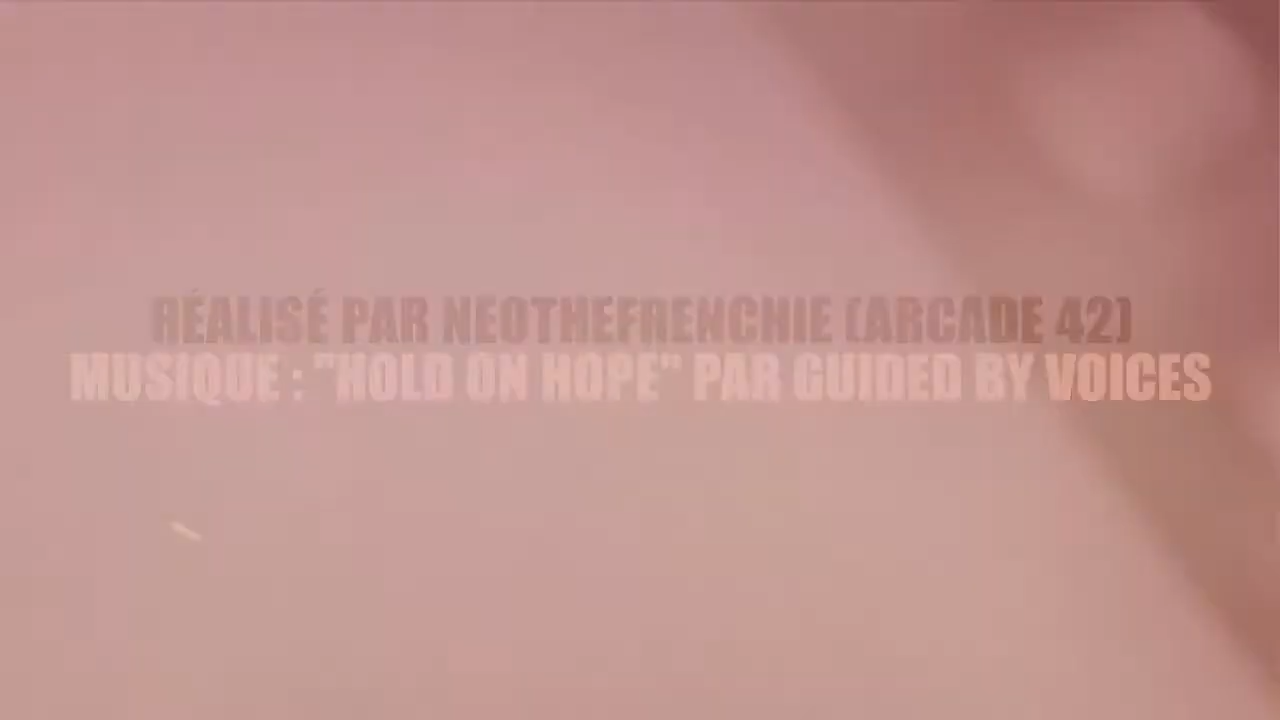 RÉALISÉ PAR NEOTHEFRENCHIE (ARCADE 42)
MUSIQUE : "HOLD ON HOPE" PAR GUIDED BY VOICES